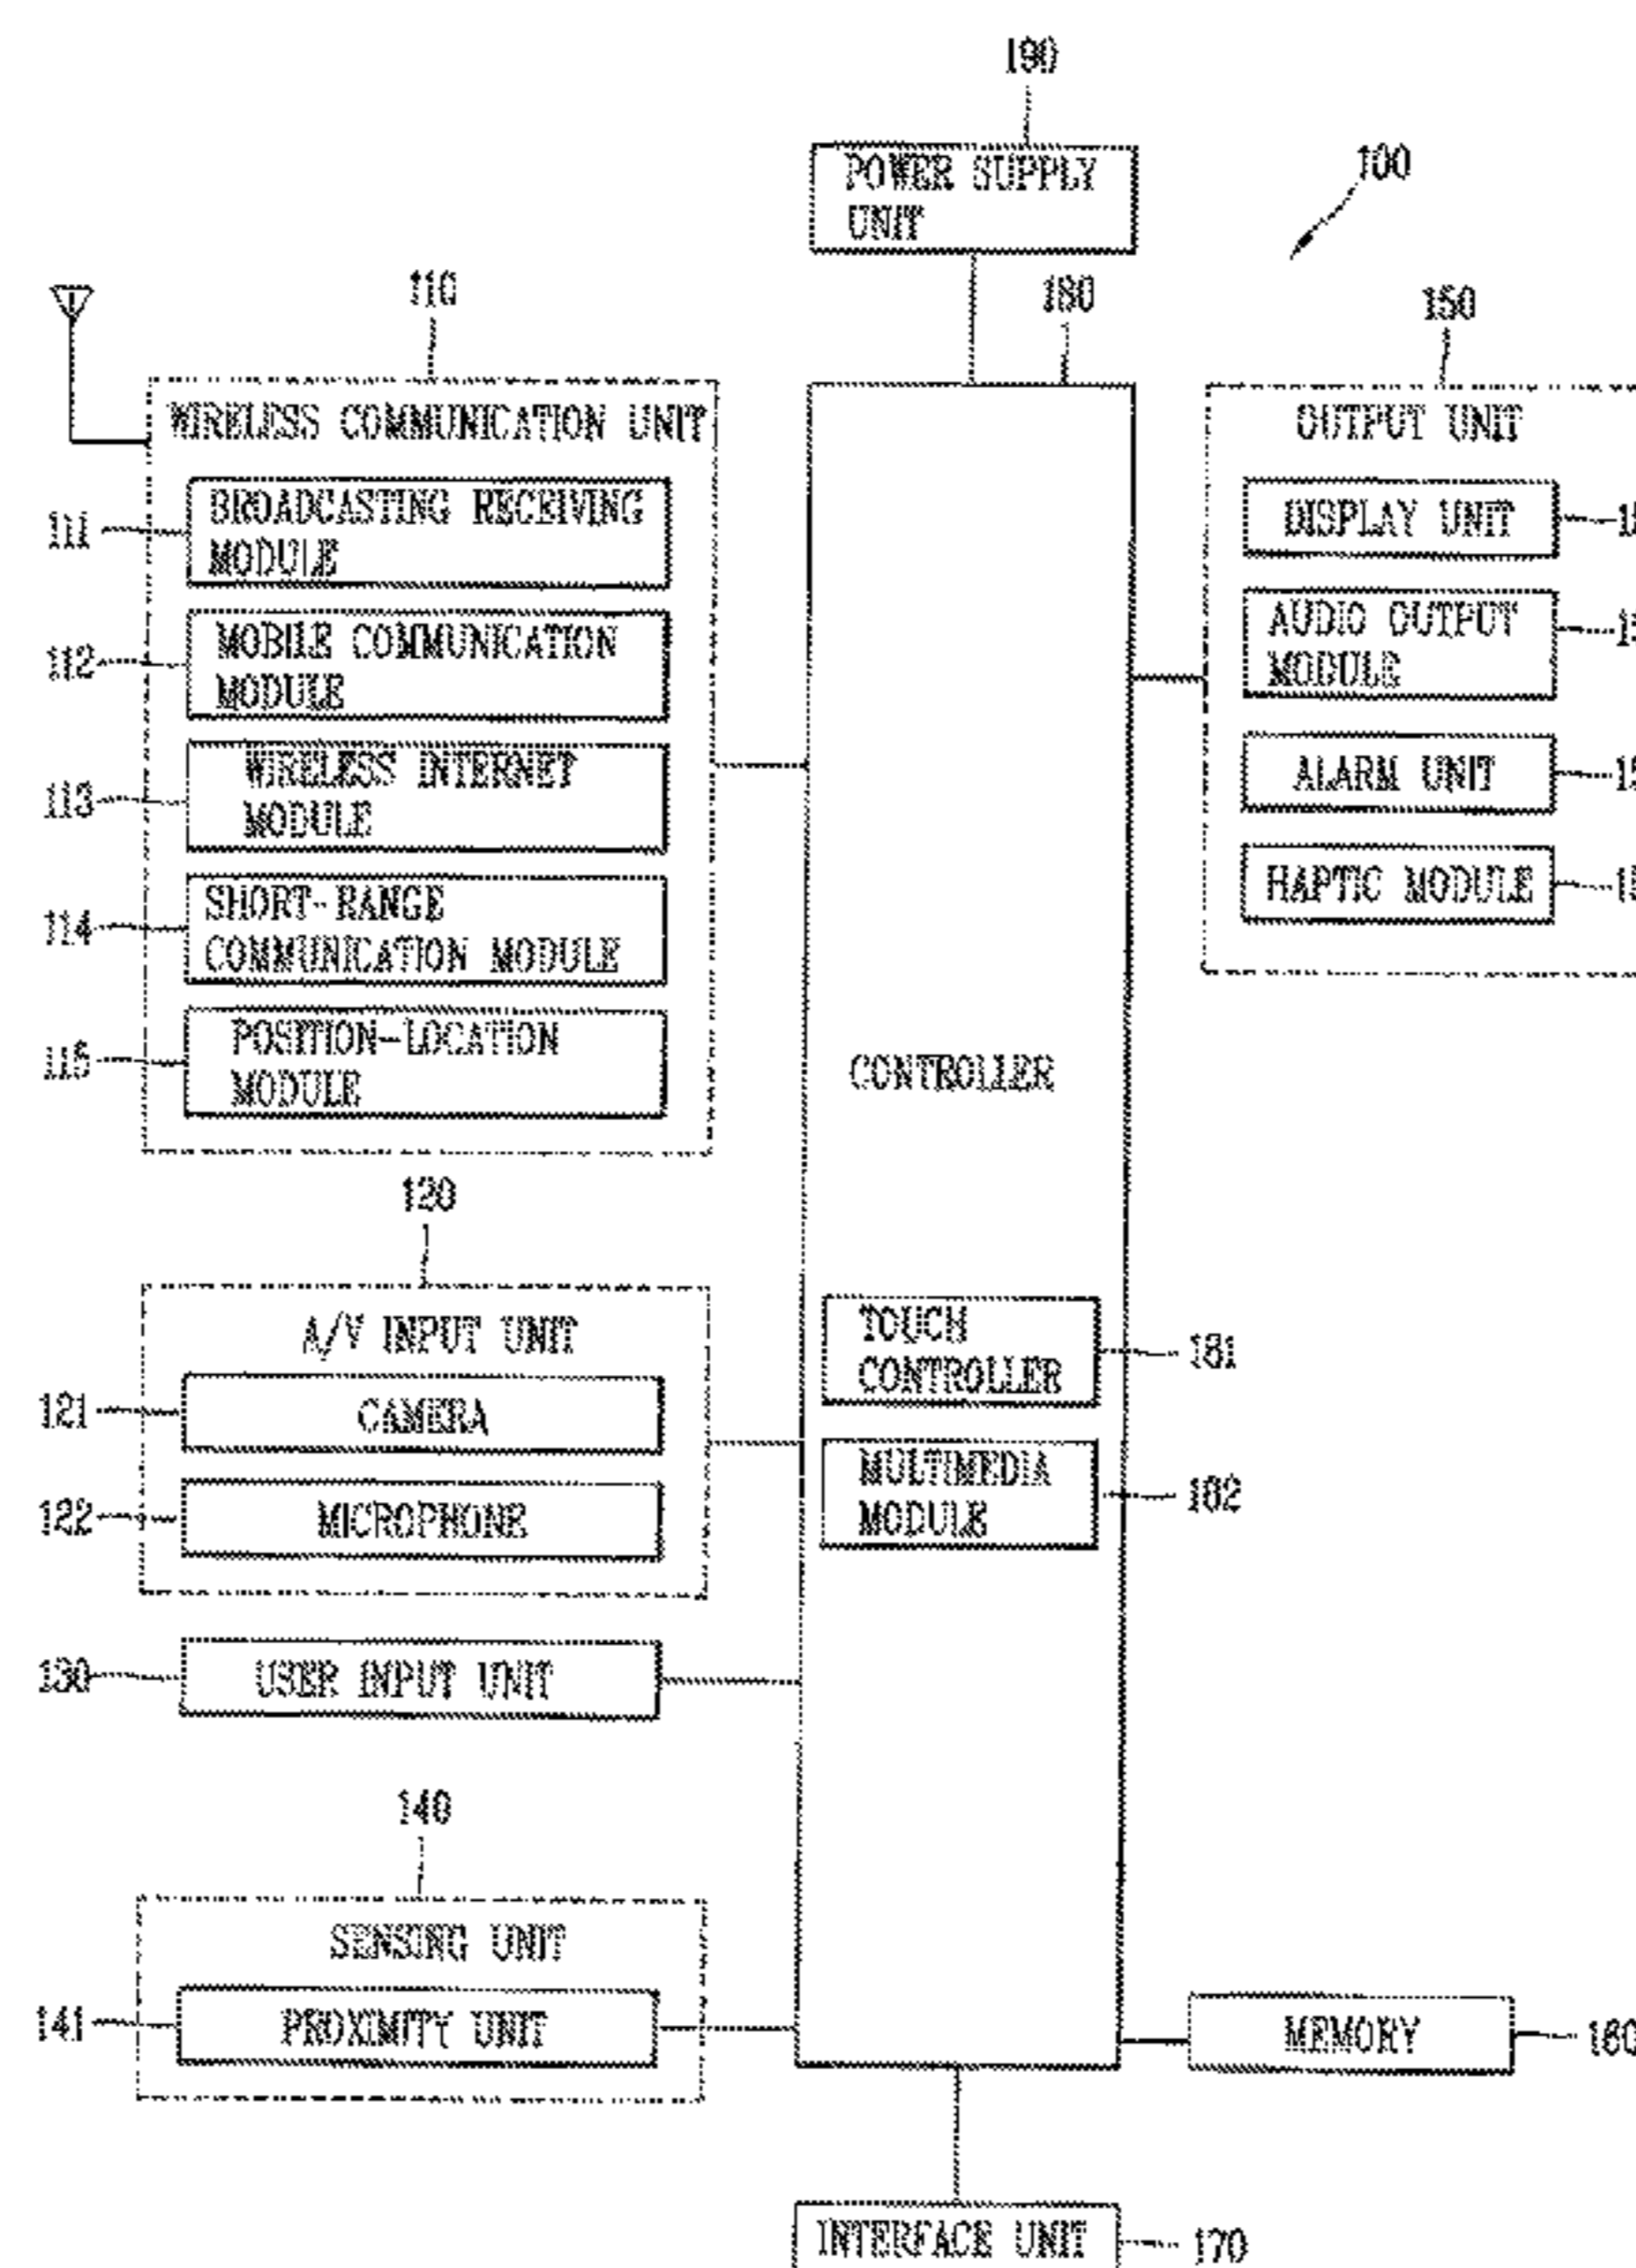 190
POWER SUPPLY
UNIT
100
110
180
150
WIRELESS COMMUNICATION UNIT
OUTPUT UNIT
111
BROADCASTING RECEIVING
MODULE
DISPLAY UNIT
112
MOBILE COMMUNICATION
MODULE
AUDIO OUTPUT
MODULE
113
WIRELESS INTERNET
MODULE
ALARM UNIT
114
SHORT-RANGE
COMMUNICATION MODULE
HAPTIC MODULE
115
POSITION-LOCATION
MODULE
CONTROLLER
120
A/V INPUT UNIT
121
CAMERA
TOUCH
CONTROLLER
181
122
MICROPHONE
MULTIMEDIA
MODULE
182
130
USER INPUT UNIT
140
SENSING UNIT
141
PROXIMITY UNIT
MEMORY
160
INTERFACE UNIT
170